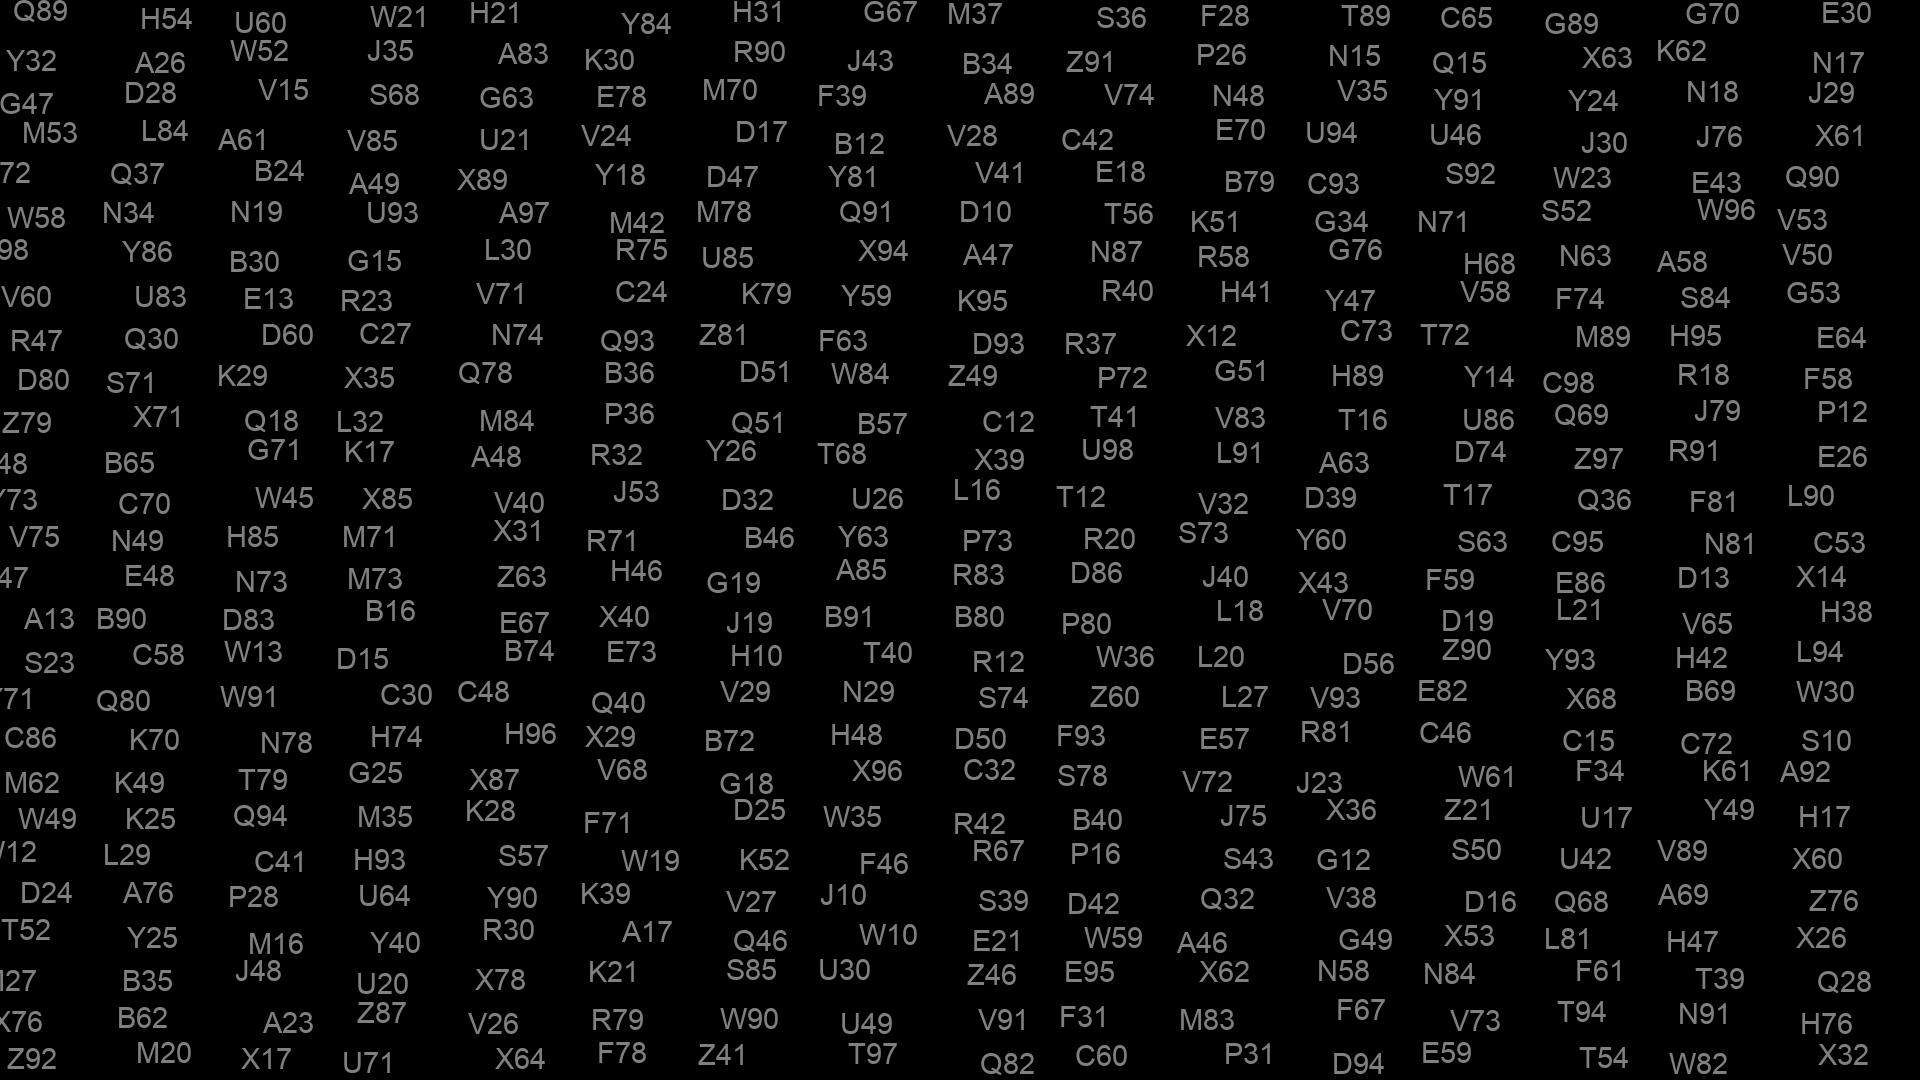 Q89 H54 U60 W21 H21 Y84 H31 G67 M37 S36 F28 T89 C65 G89 G70 E30
Y32 A26 W52 J35 A83 K30 R90 J43 B34 Z91 P26 N15 Q15 X63 K62 N17
G47 D28 V15 S68 G63 E78 M70 F39 A89 V74 N48 V35 Y91 Y24 N18 J29
M53 L84 A61 V85 U21 V24 D17 B12 V28 C42 E70 U94 U46 J30 J76 X61
72 Q37 B24 A49 X89 Y18 D47 Y81 V41 E18 B79 C93 S92 W23 E43 Q90
W58 N34 N19 U93 A97 M42 M78 Q91 D10 T56 K51 G34 N71 S52 W96 V53
98 Y86 B30 G15 L30 R75 U85 X94 A47 N87 R58 G76 H68 N63 A58 V50
V60 U83 E13 R23 V71 C24 K79 Y59 K95 R40 H41 Y47 V58 F74 S84 G53
R47 Q30 D60 C27 N74 Q93 Z81 F63 D93 R37 X12 C73 T72 M89 H95 E64
D80 S71 K29 X35 Q78 B36 D51 W84 Z49 P72 G51 H89 Y14 C98 R18 F58
Z79 X71 Q18 L32 M84 P36 Q51 B57 C12 T41 V83 T16 U86 Q69 J79 P12
48 B65 G71 K17 A48 R32 Y26 T68 X39 U98 L91 A63 D74 Z97 R91 E26
73 C70 W45 X85 V40 J53 D32 U26 L16 T12 V32 D39 T17 Q36 F81 L90
V75 N49 H85 M71 X31 R71 B46 Y63 P73 R20 S73 Y60 S63 C95 N81 C53
47 E48 N73 M73 Z63 H46 G19 A85 R83 D86 J40 X43 F59 E86 D13 X14
A13 B90 D83 B16 E67 X40 J19 B91 B80 P80 L18 V70 D19 L21 V65 H38
S23 C58 W13 D15 B74 E73 H10 T40 R12 W36 L20 D56 Z90 Y93 H42 L94
71 Q80 W91 C30 C48 Q40 V29 N29 S74 Z60 L27 V93 E82 X68 B69 W30
C86 K70 N78 H74 H96 X29 B72 H48 D50 F93 E57 R81 C46 C15 C72 S10
M62 K49 T79 G25 X87 V68 G18 X96 C32 S78 V72 J23 W61 F34 K61 A92
W49 K25 Q94 M35 K28 F71 D25 W35 R42 B40 J75 X36 Z21 U17 Y49 H17
12 L29 C41 H93 S57 W19 K52 F46 R67 P16 S43 G12 S50 U42 V89 X60
D24 A76 P28 U64 Y90 K39 V27 J10 S39 D42 Q32 V38 D16 Q68 A69 Z76
T52 Y25 M16 Y40 R30 A17 Q46 W10 E21 W59 A46 G49 X53 L81 H47 X26
27 B35 J48 U20 X78 K21 S85 U30 Z46 E95 X62 N58 N84 F61 T39 Q28
X76 B62 A23 Z87 V26 R79 W90 U49 V91 F31 M83 F67 V73 T94 N91 H76
Z92 M20 X17 U71 X64 F78 Z41 T97 Q82 C60 P31 D94 E59 T54 W82 X32